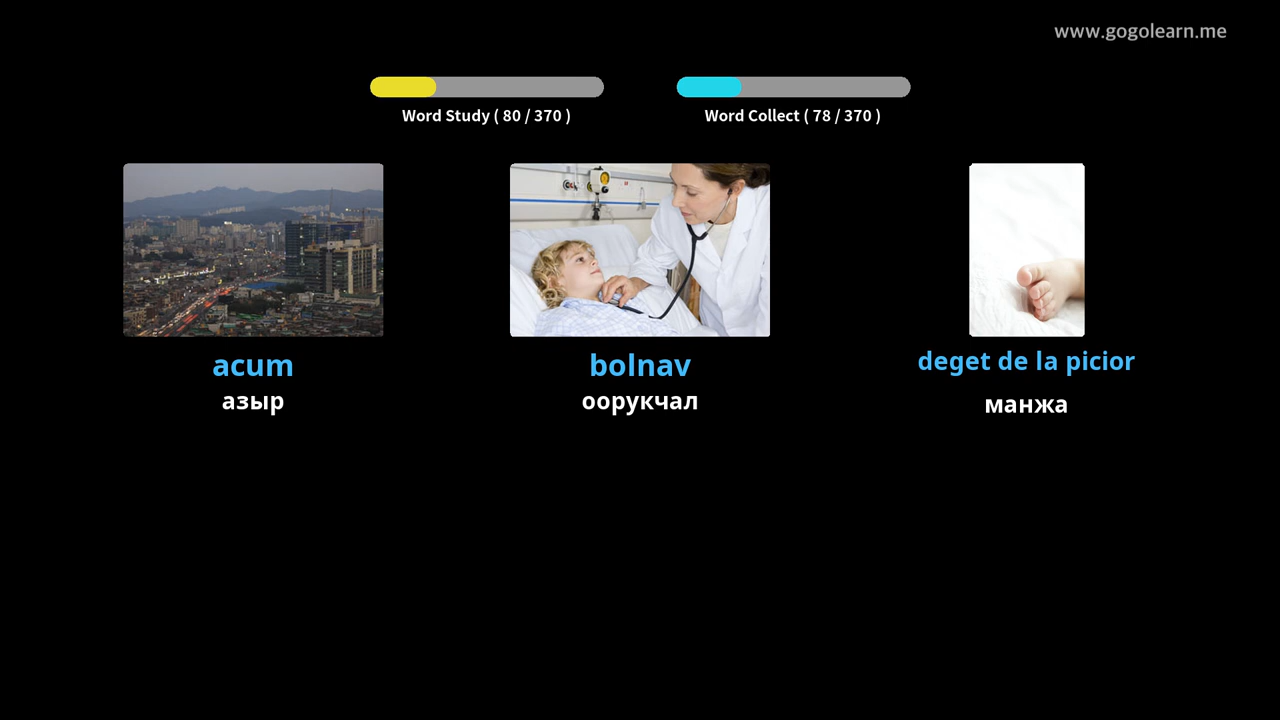 www.gogolearn.me
Word Study ( 80 / 370 )
Word Collect ( 78 / 370 )
acum
азыр
bolnav
оорукчал
deget de la picior
манжа